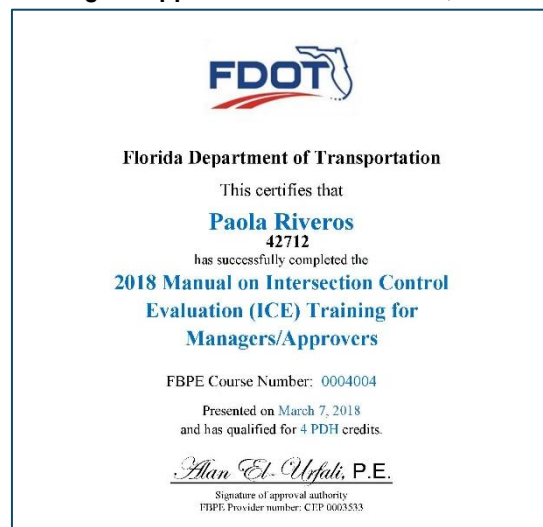 FDOT
Florida Department of Transportation
This certifies that
Paola Riveros
42712
has successfully completed the
2018 Manual on Intersection Control
Evaluation (ICE) Training for
Managers/Approvers
FBPE Course Number: 0004004
Presented on March 7, 2018
and has qualified for 4 PDH credits.
Alan El-Urfali, P.E.
Signature of approval authority
FBPE Provider number: CEP 0003533